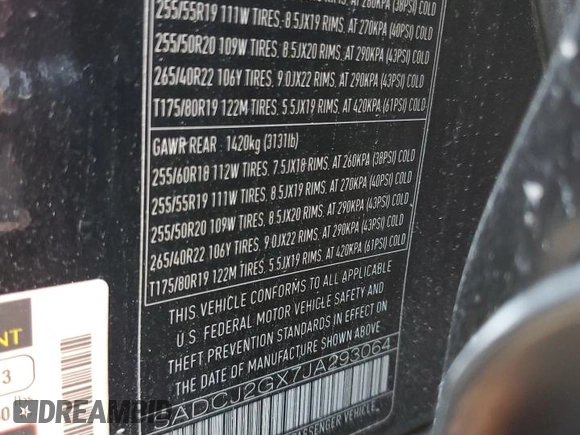 255/55R19 111W TIRES. 8.5JX19 RIMS, AT 270KPA (40PSI) COLD
255/50R20 109W TIRES. 8.5JX20 RIMS, AT 290KPA (43PSI) COLD
265/40R22 106Y TIRES. 9.0JX22 RIMS, AT 290KPA (43PSI) COLD
T175/80R19 122M TIRES. 5.5JX19 RIMS, AT 420KPA (61PSI) COLD
GAWR REAR : 1420kg (3131lb)
255/60R18 112W TIRES. 7.5JX18 RIMS, AT 260KPA (38PSI) COLD
255/55R19 111W TIRES. 8.5JX19 RIMS, AT 270KPA (40PSI) COLD
255/50R20 109W TIRES. 8.5JX20 RIMS, AT 290KPA (43PSI) COLD
265/40R22 106Y TIRES. 9.0JX22 RIMS, AT 290KPA (43PSI) COLD
T175/80R19 122M TIRES. 5.5JX19 RIMS, AT 420KPA (61PSI) COLD
THIS VEHICLE CONFORMS TO ALL APPLICABLE
U.S. FEDERAL MOTOR VEHICLE SAFETY AND
THEFT PREVENTION STANDARDS IN EFFECT ON
THE DATE OF MANUFACTURE SHOWN ABOVE
SADCJ2GX7JA293064
PASSENGER VEHICLE
3
DREAMBID